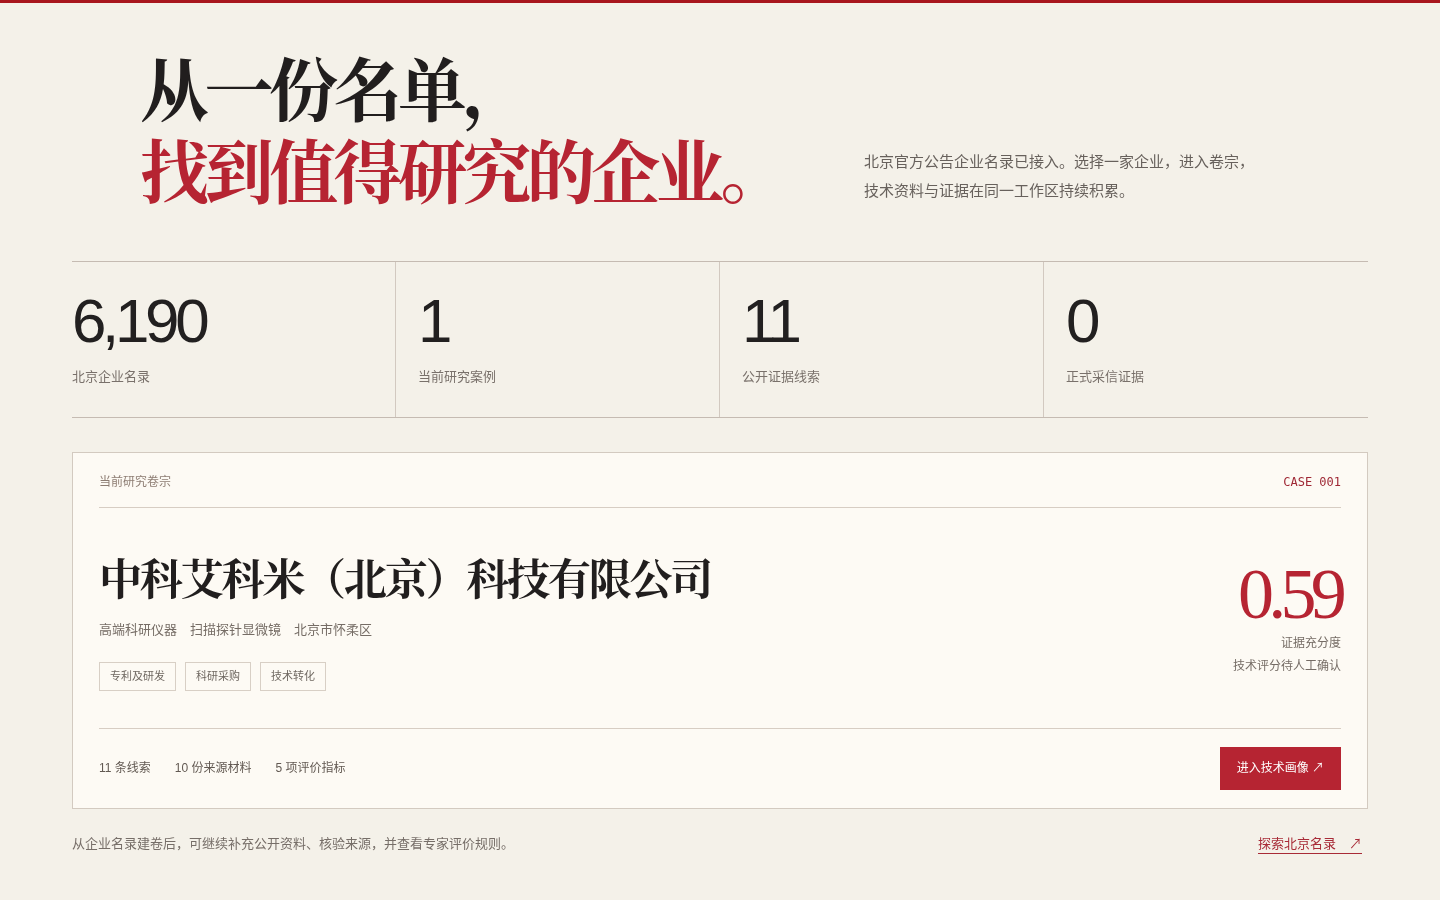 从一份名单，
找到值得研究的企业。
北京官方公告企业名录已接入。选择一家企业，进入卷宗，
技术资料与证据在同一工作区持续积累。
6,190
北京企业名录
1
当前研究案例
11
公开证据线索
0
正式采信证据
当前研究卷宗
CASE 001
中科艾科米（北京）科技有限公司
高端科研仪器 扫描探针显微镜 北京市怀柔区
专利及研发
科研采购
技术转化
0.59
证据充分度
技术评分待人工确认
11 条线索
10 份来源材料
5 项评价指标
进入技术画像 ↗
从企业名录建卷后，可继续补充公开资料、核验来源，并查看专家评价规则。
探索北京名录 ↗